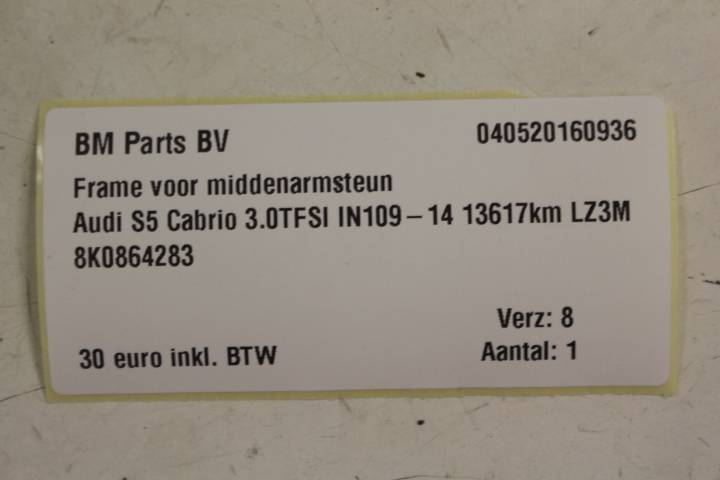 BM Parts BV 040520160936
Frame voor middenarmsteun
Audi S5 Cabrio 3.0TFSI IN109-14 13617km LZ3M
8K0864283
Verz: 8
30 euro inkl. BTW Aantal: 1